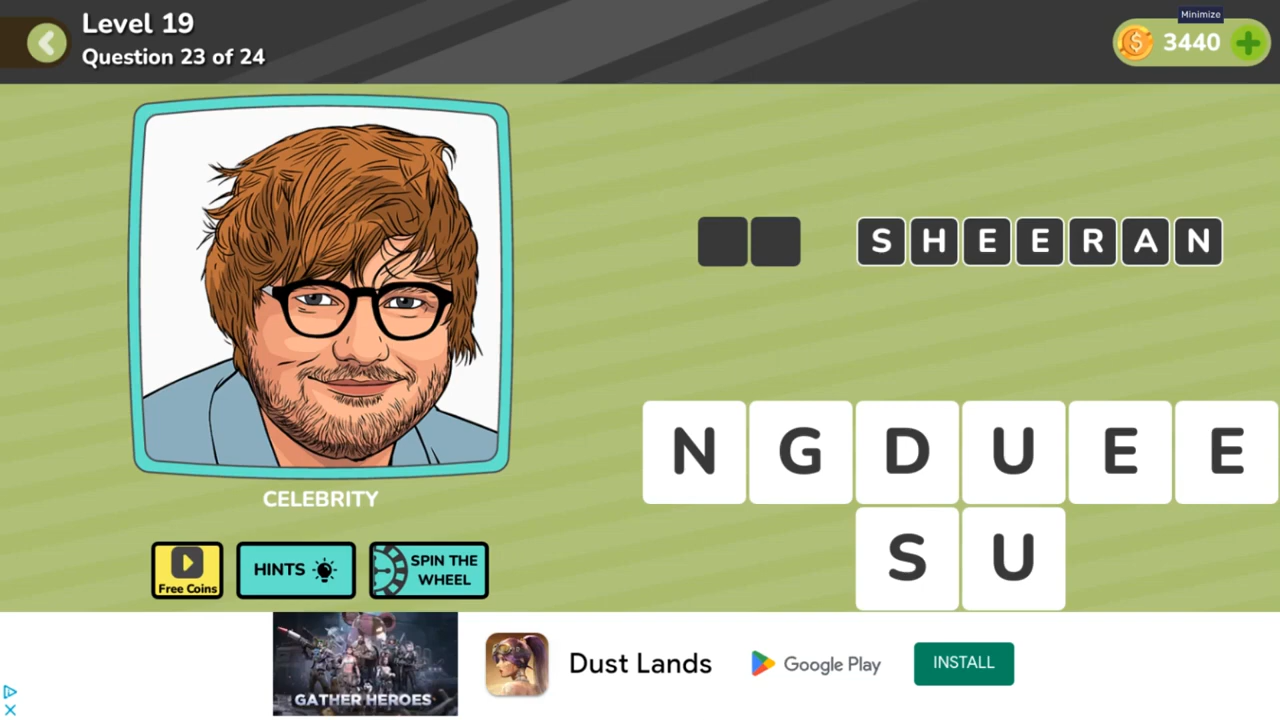 Level 19
Question 23 of 24
Minimize
3440
SHEERAN
CELEBRITY
N G D U E E
S U
Free Coins
HINTS
SPIN THE
WHEEL
GATHER HEROES
Dust Lands
Google Play
INSTALL